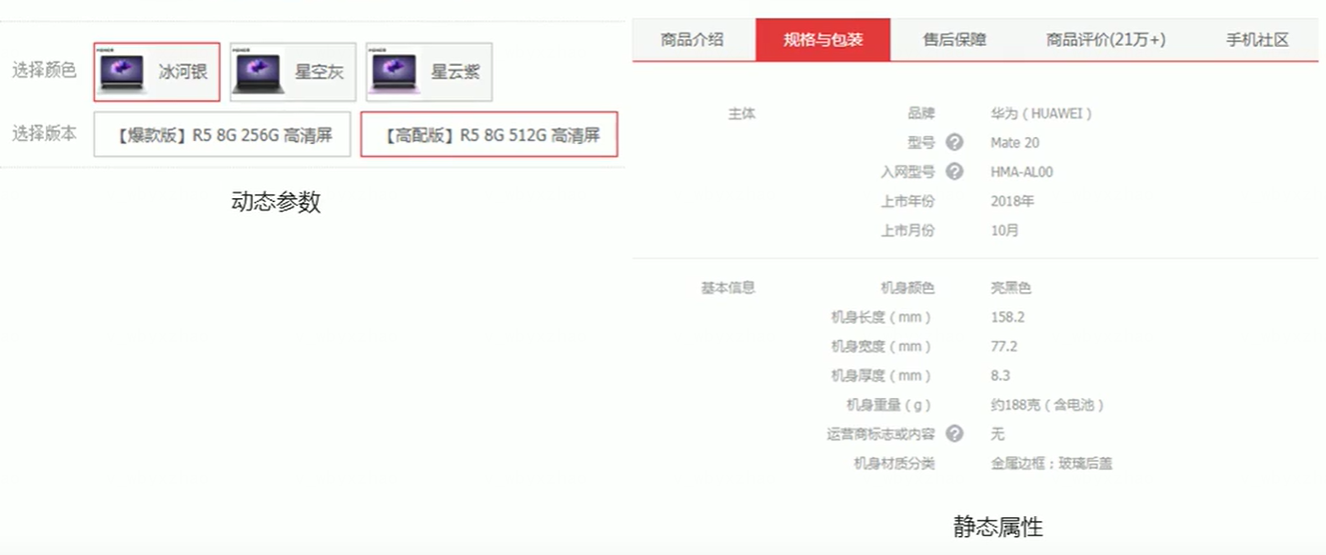 选择颜色 冰河银 星空灰 星云紫
选择版本 【爆款版】R5 8G 256G 高清屏 【高配版】R5 8G 512G 高清屏
动态参数
商品介绍 规格与包装 售后保障 商品评价(21万+) 手机社区
主体 品牌 华为（HUAWEI）
型号 ? Mate 20
入网型号 ? HMA-AL00
上市年份 2018年
上市月份 10月
基本信息 机身颜色 亮黑色
机身长度（mm） 158.2
机身宽度（mm） 77.2
机身厚度（mm） 8.3
机身重量（g） 约188克（含电池）
运营商标志或内容 ? 无
机身材质分类 金属边框；玻璃后盖
静态属性